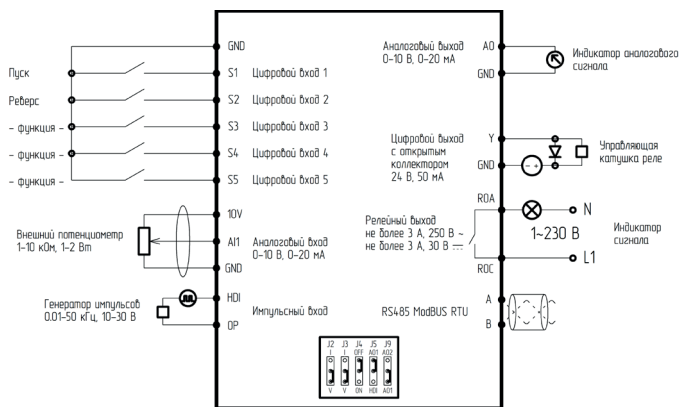 GND
Пуск
S1 Цифровой вход 1
Реверс
S2 Цифровой вход 2
- функция -
S3 Цифровой вход 3
- функция -
S4 Цифровой вход 4
- функция -
S5 Цифровой вход 5
10V
Внешний потенциометр
1-10 кОм, 1-2 Вт
AI1 Аналоговый вход
0-10 В, 0-20 мА
GND
Генератор импульсов
0.01-50 кГц, 10-30 В
HDI
Импульсный вход
OP
Аналоговый выход
0-10 В, 0-20 мА
AO
GND
Индикатор аналогового
сигнала
Цифровой выход
с открытым
коллектором
24 В, 50 мА
Y
GND
- +
Управляющая
катушка реле
ROA
Релейный выход
не более 3 А, 250 В ~
не более 3 А, 30 В
ROC
N
1~230 В
L1
Индикатор
сигнала
RS485 ModBUS RTU
A
B
J2 J3 J4 J5 J9
I I OFF AO1 AO2
V V ON HDI AO1